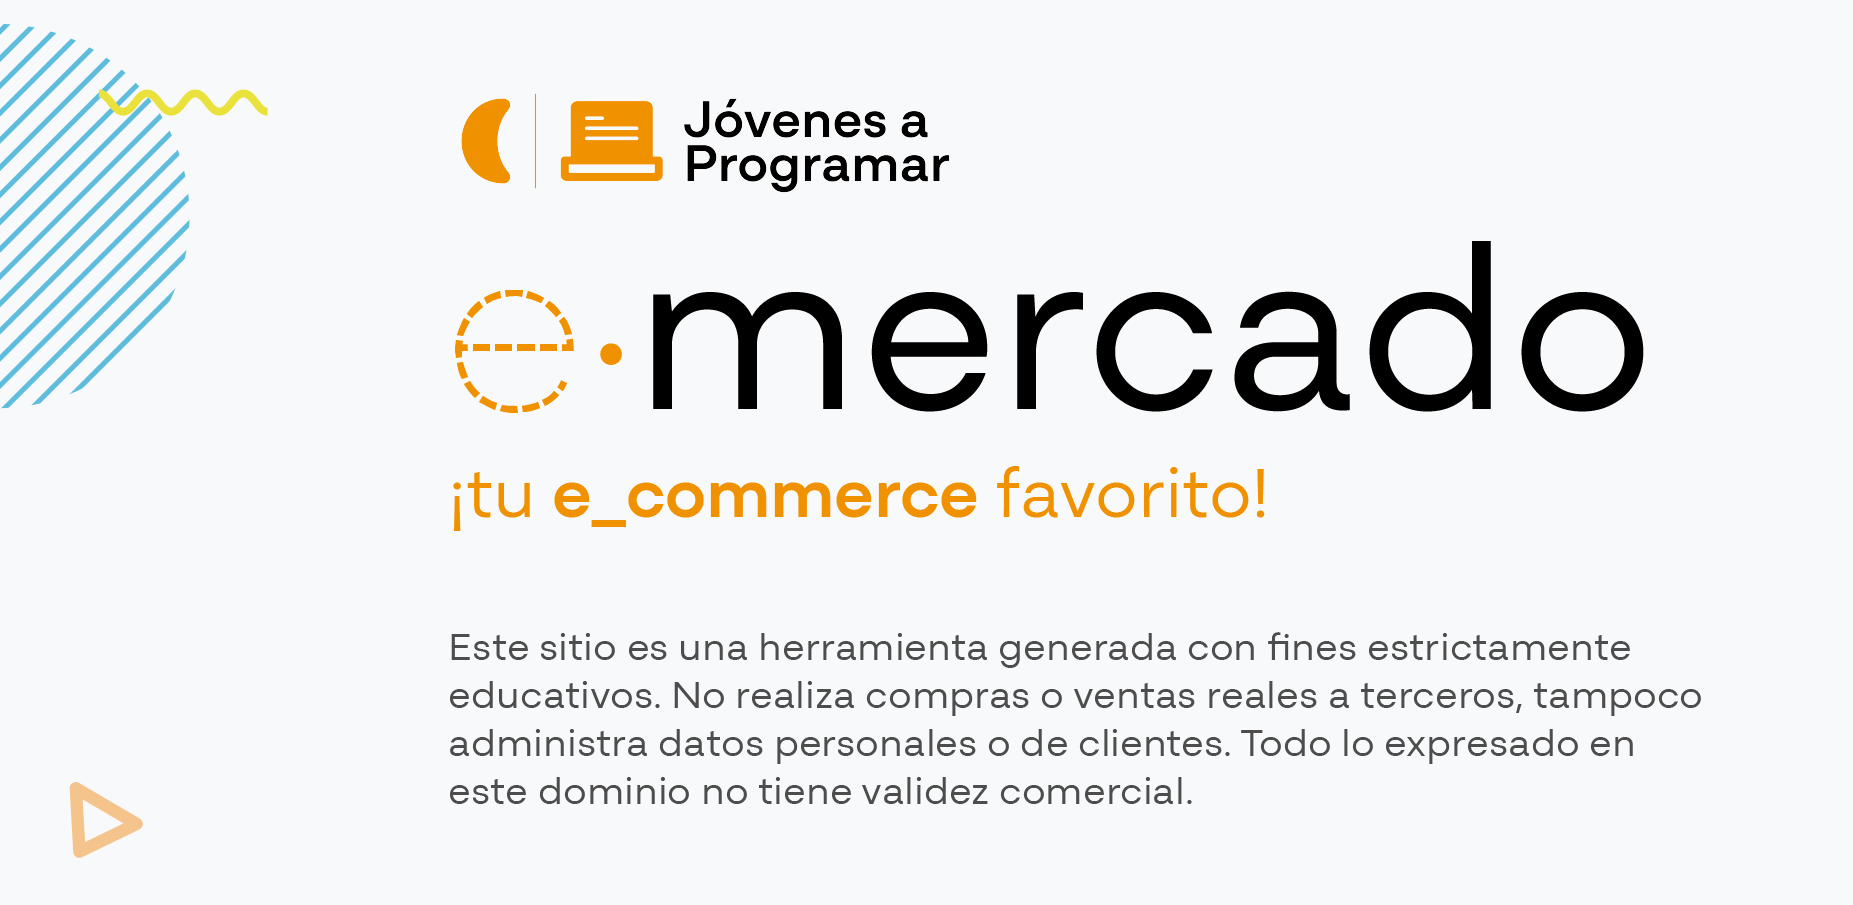 Jóvenes a
Programar
e·mercado
¡tu e_commerce favorito!
Este sitio es una herramienta generada con fines estrictamente
educativos. No realiza compras o ventas reales a terceros, tampoco
administra datos personales o de clientes. Todo lo expresado en
este dominio no tiene validez comercial.